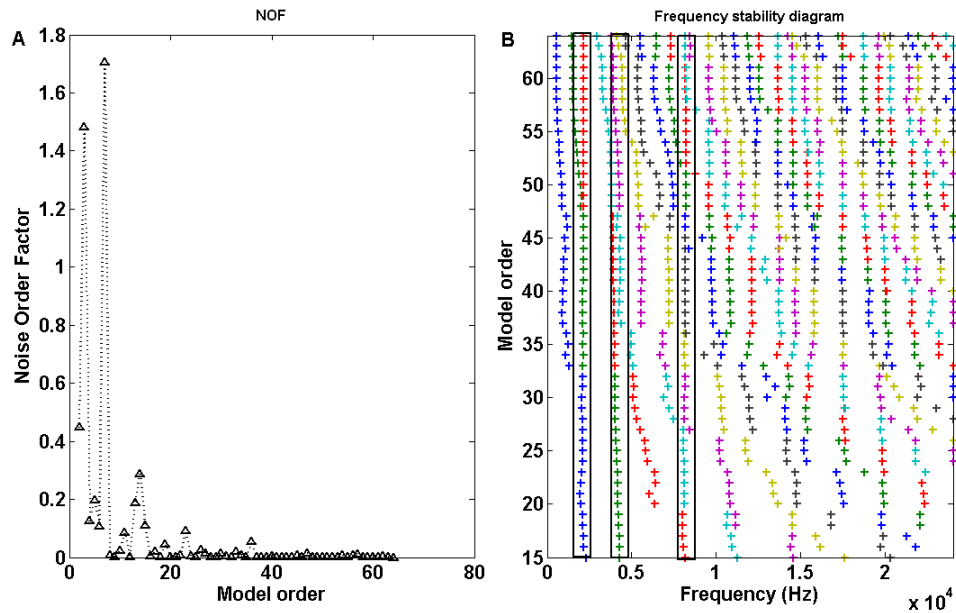 NOF
A
1.8
1.6
1.4
1.2
1
0.8
0.6
0.4
0.2
0
0 20 40 60 80
Noise Order Factor
Model order
Frequency stability diagram
B
60
55
50
45
40
35
30
25
20
15
0 0.5 1 1.5 2
Model order
Frequency (Hz)
x 10⁴